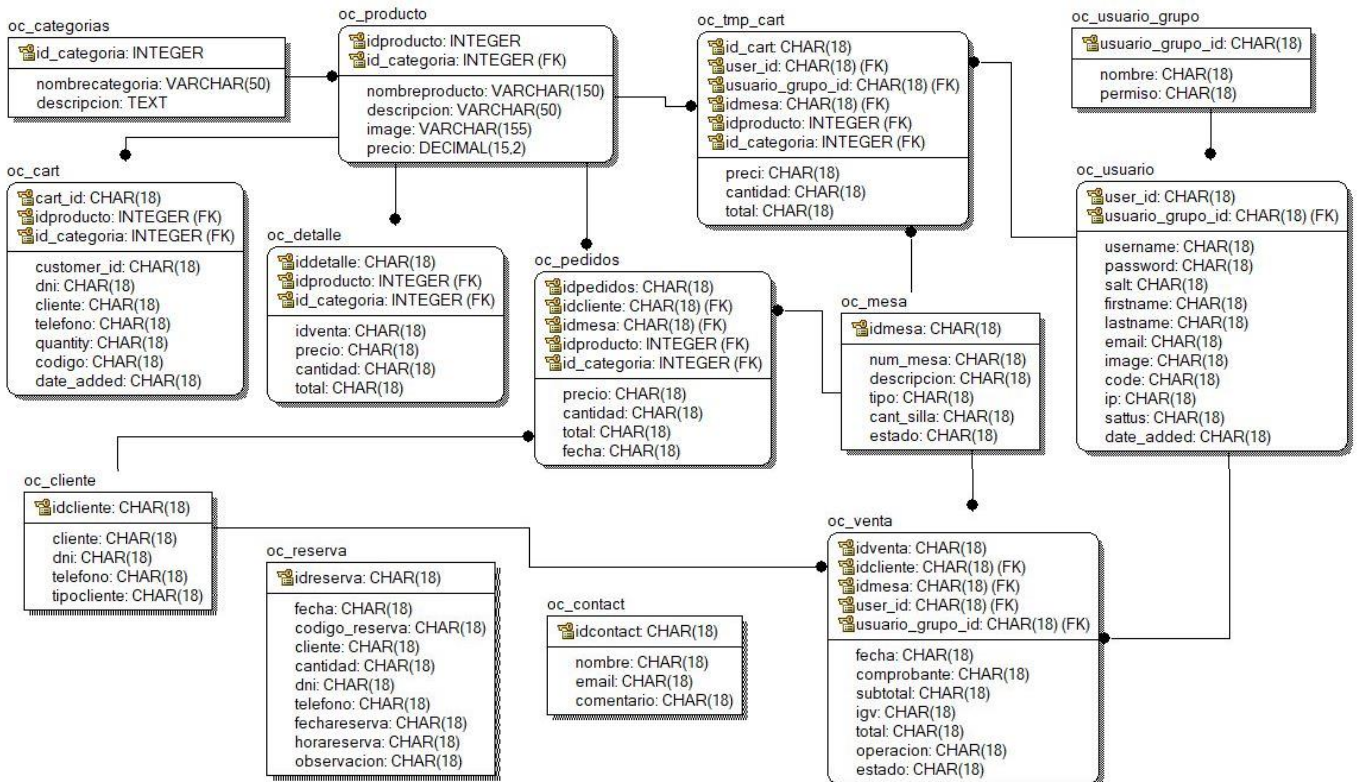 oc_categorias
id_categoria: INTEGER
nombrecategoria: VARCHAR(50)
descripcion: TEXT
oc_producto
idproducto: INTEGER
id_categoria: INTEGER (FK)
nombreproducto: VARCHAR(150)
descripcion: VARCHAR(50)
image: VARCHAR(155)
precio: DECIMAL(15,2)
oc_tmp_cart
id_cart: CHAR(18)
user_id: CHAR(18) (FK)
usuario_grupo_id: CHAR(18) (FK)
idmesa: CHAR(18) (FK)
idproducto: INTEGER (FK)
id_categoria: INTEGER (FK)
preci: CHAR(18)
cantidad: CHAR(18)
total: CHAR(18)
oc_usuario_grupo
usuario_grupo_id: CHAR(18)
nombre: CHAR(18)
permiso: CHAR(18)
oc_cart
cart_id: CHAR(18)
idproducto: INTEGER (FK)
id_categoria: INTEGER (FK)
customer_id: CHAR(18)
dni: CHAR(18)
cliente: CHAR(18)
telefono: CHAR(18)
quantity: CHAR(18)
codigo: CHAR(18)
date_added: CHAR(18)
oc_detalle
iddetalle: CHAR(18)
idproducto: INTEGER (FK)
id_categoria: INTEGER (FK)
idventa: CHAR(18)
precio: CHAR(18)
cantidad: CHAR(18)
total: CHAR(18)
oc_pedidos
idpedidos: CHAR(18)
idcliente: CHAR(18) (FK)
idmesa: CHAR(18) (FK)
idproducto: INTEGER (FK)
id_categoria: INTEGER (FK)
precio: CHAR(18)
cantidad: CHAR(18)
total: CHAR(18)
fecha: CHAR(18)
oc_mesa
idmesa: CHAR(18)
num_mesa: CHAR(18)
descripcion: CHAR(18)
tipo: CHAR(18)
cant_silla: CHAR(18)
estado: CHAR(18)
oc_usuario
user_id: CHAR(18)
usuario_grupo_id: CHAR(18) (FK)
username: CHAR(18)
password: CHAR(18)
salt: CHAR(18)
firstname: CHAR(18)
lastname: CHAR(18)
email: CHAR(18)
image: CHAR(18)
code: CHAR(18)
ip: CHAR(18)
sattus: CHAR(18)
date_added: CHAR(18)
oc_cliente
idcliente: CHAR(18)
cliente: CHAR(18)
dni: CHAR(18)
telefono: CHAR(18)
tipocliente: CHAR(18)
oc_reserva
idreserva: CHAR(18)
fecha: CHAR(18)
codigo_reserva: CHAR(18)
cliente: CHAR(18)
cantidad: CHAR(18)
dni: CHAR(18)
telefono: CHAR(18)
fechareserva: CHAR(18)
horareserva: CHAR(18)
observacion: CHAR(18)
oc_contact
idcontact: CHAR(18)
nombre: CHAR(18)
email: CHAR(18)
comentario: CHAR(18)
oc_venta
idventa: CHAR(18)
idcliente: CHAR(18) (FK)
idmesa: CHAR(18) (FK)
user_id: CHAR(18) (FK)
usuario_grupo_id: CHAR(18) (FK)
fecha: CHAR(18)
comprobante: CHAR(18)
subtotal: CHAR(18)
igv: CHAR(18)
total: CHAR(18)
operacion: CHAR(18)
estado: CHAR(18)